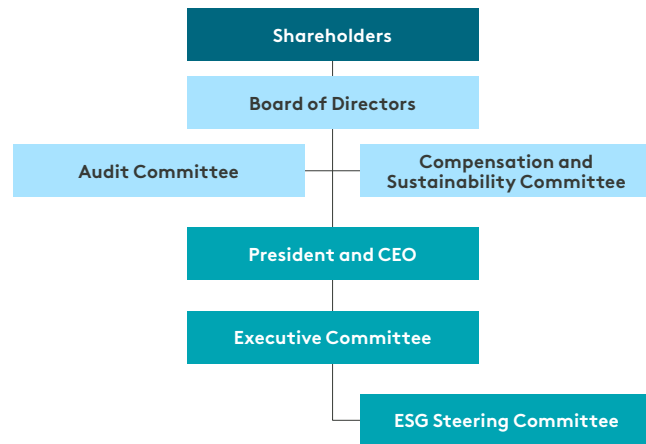 Shareholders
Board of Directors
Audit Committee
Compensation and
Sustainability Committee
President and CEO
Executive Committee
ESG Steering Committee